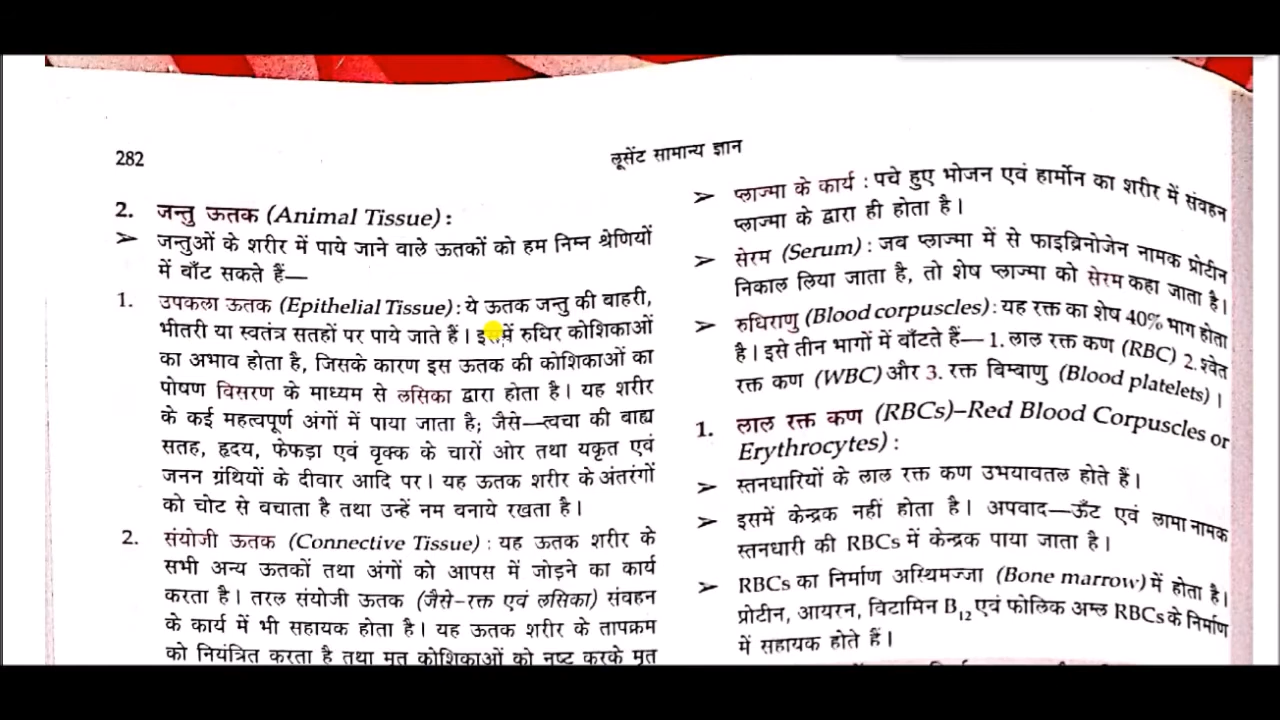 282
लूसेंट सामान्य ज्ञान
2. जन्तु ऊतक (Animal Tissue) :
➢ जन्तुओं के शरीर में पाये जाने वाले ऊतकों को हम निम्न श्रेणियों
में बाँट सकते हैं—
1. उपकला ऊतक (Epithelial Tissue) : ये ऊतक जन्तु की बाहरी,
भीतरी या स्वतंत्र सतहों पर पाये जाते हैं। इसमें रुधिर कोशिकाओं
का अभाव होता है, जिसके कारण इस ऊतक की कोशिकाओं का
पोषण विसरण के माध्यम से लसिका द्वारा होता है। यह शरीर
के कई महत्वपूर्ण अंगों में पाया जाता है; जैसे—त्वचा की बाह्य
सतह, हृदय, फेफड़ा एवं वृक्क के चारों ओर तथा यकृत एवं
जनन ग्रंथियों के दीवार आदि पर। यह ऊतक शरीर के अंतरंगों
को चोट से बचाता है तथा उन्हें नम बनाये रखता है।
2. संयोजी ऊतक (Connective Tissue) : यह ऊतक शरीर के
सभी अन्य ऊतकों तथा अंगों को आपस में जोड़ने का कार्य
करता है। तरल संयोजी ऊतक (जैसे-रक्त एवं लसिका) संवहन
के कार्य में भी सहायक होता है। यह ऊतक शरीर के तापक्रम
को नियंत्रित करता है तथा मृत कोशिकाओं को नष्ट करके मृत
➢ प्लाज्मा के कार्य : पचे हुए भोजन एवं हार्मोन का शरीर में संवहन
प्लाज्मा के द्वारा ही होता है।
➢ सेरम (Serum) : जब प्लाज्मा में से फाइब्रिनोजेन नामक प्रोटीन
निकाल लिया जाता है, तो शेष प्लाज्मा को सेरम कहा जाता है।
➢ रुधिराणु (Blood corpuscles) : यह रक्त का शेष 40% भाग होता
है। इसे तीन भागों में बाँटते हैं— 1. लाल रक्त कण (RBC) 2. श्वेत
रक्त कण (WBC) और 3. रक्त बिम्बाणु (Blood platelets) ।
1. लाल रक्त कण (RBCs)–Red Blood Corpuscles or
Erythrocytes) :
➢ स्तनधारियों के लाल रक्त कण उभयावतल होते हैं।
➢ इसमें केन्द्रक नहीं होता है। अपवाद—ऊँट एवं लामा नामक
स्तनधारी की RBCs में केन्द्रक पाया जाता है।
➢ RBCs का निर्माण अस्थिमज्जा (Bone marrow) में होता है।
प्रोटीन, आयरन, विटामिन B₁₂ एवं फोलिक अम्ल RBCs के निर्माण
में सहायक होते हैं।